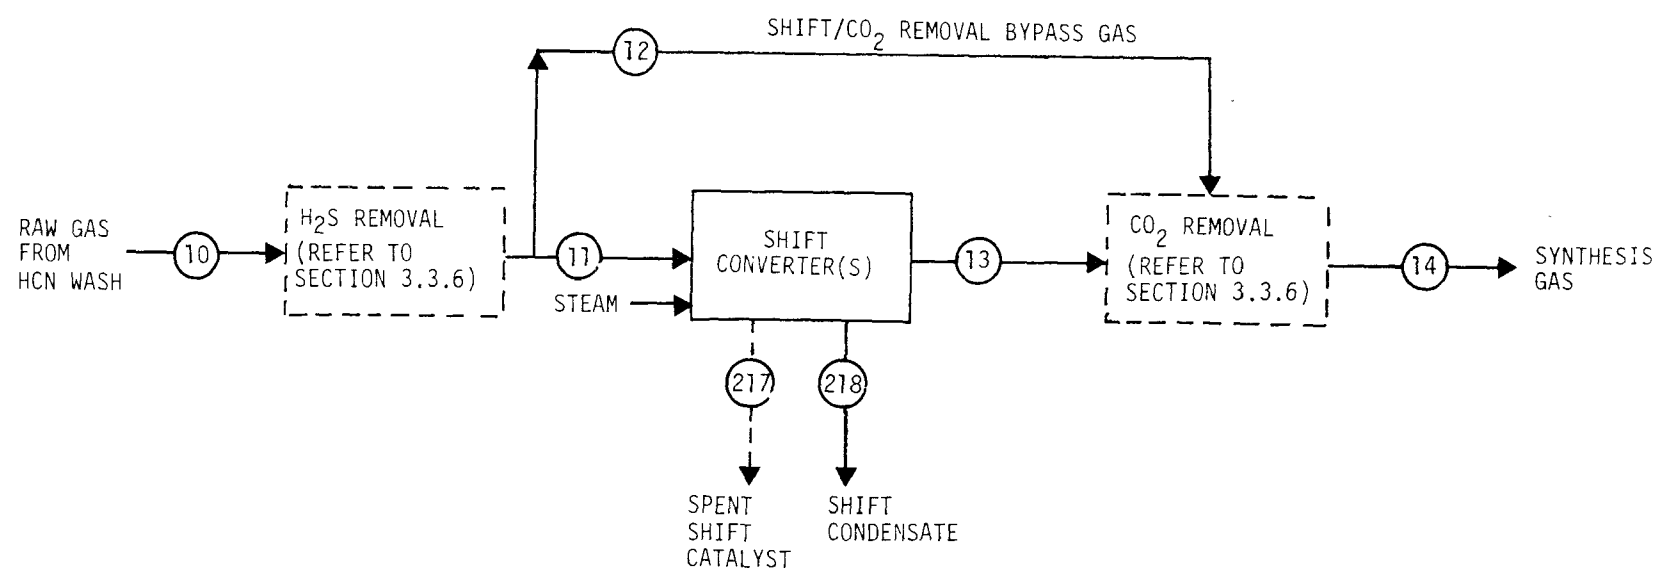 SHIFT/CO2 REMOVAL BYPASS GAS
12
RAW GAS
FROM
HCN WASH
10
H2S REMOVAL
(REFER TO
SECTION 3.3.6)
11
STEAM
SHIFT
CONVERTER(S)
13
CO2 REMOVAL
(REFER TO
SECTION 3.3.6)
14
SYNTHESIS
GAS
217
218
SPENT
SHIFT
CATALYST
SHIFT
CONDENSATE